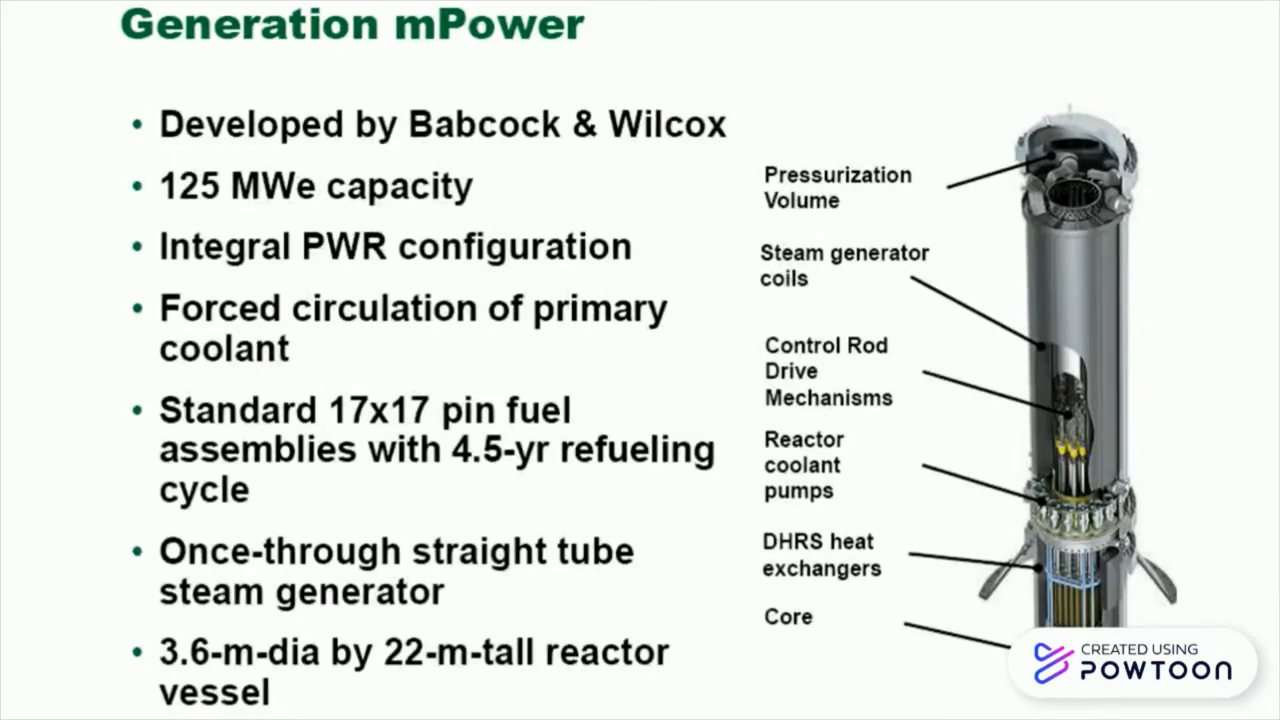 Generation mPower
• Developed by Babcock & Wilcox
• 125 MWe capacity
• Integral PWR configuration
• Forced circulation of primary
coolant
• Standard 17x17 pin fuel
assemblies with 4.5-yr refueling
cycle
• Once-through straight tube
steam generator
• 3.6-m-dia by 22-m-tall reactor
vessel
Pressurization
Volume
Steam generator
coils
Control Rod
Drive
Mechanisms
Reactor
coolant
pumps
DHRS heat
exchangers
Core
CREATED USING
POWTOON